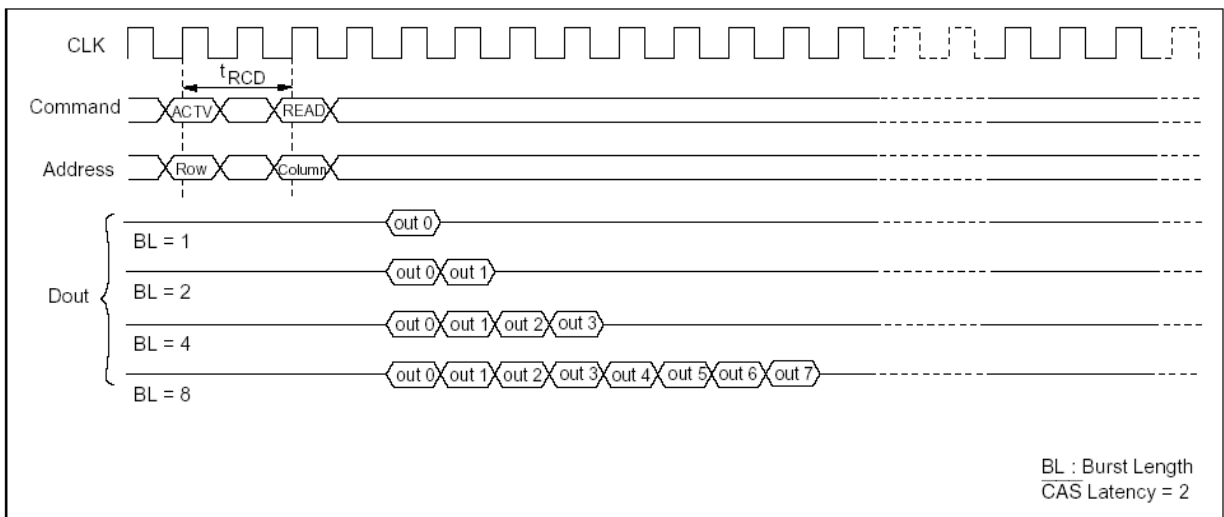 CLK
tRCD
Command ACTV READ
Address Row Column
Dout
BL = 1 out 0
BL = 2 out 0 out 1
BL = 4 out 0 out 1 out 2 out 3
BL = 8 out 0 out 1 out 2 out 3 out 4 out 5 out 6 out 7
BL : Burst Length
CAS Latency = 2